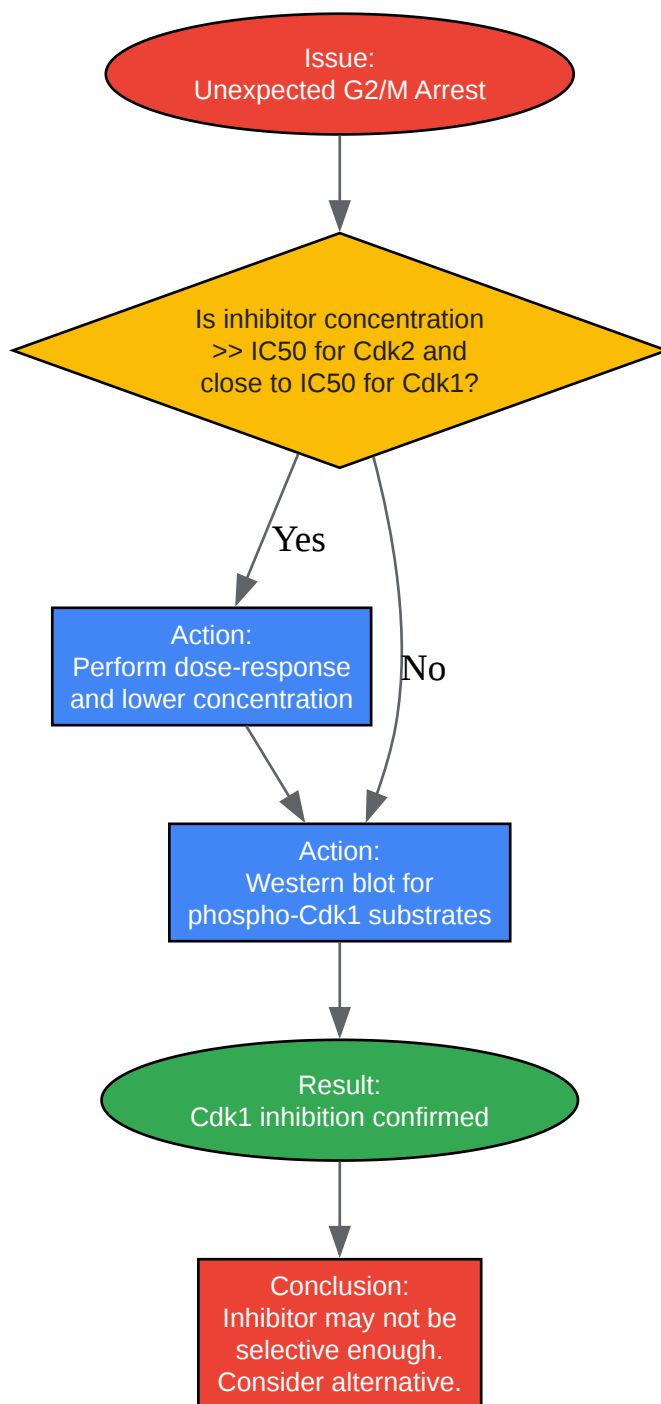 Issue:
Unexpected G2/M Arrest
Is inhibitor concentration
>> IC50 for Cdk2 and
close to IC50 for Cdk1?
Yes
No
Action:
Perform dose-response
and lower concentration
Action:
Western blot for
phospho-Cdk1 substrates
Result:
Cdk1 inhibition confirmed
Conclusion:
Inhibitor may not be
selective enough.
Consider alternative.